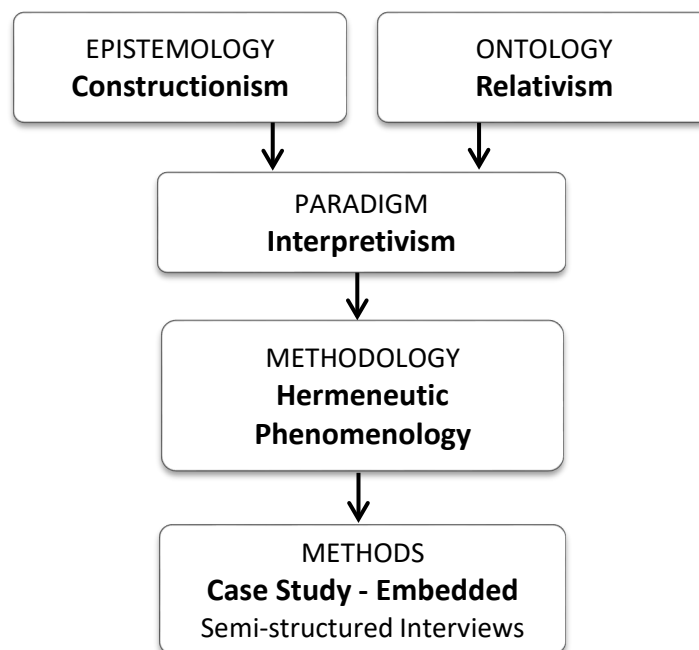 EPISTEMOLOGY
Constructionism
ONTOLOGY
Relativism
PARADIGM
Interpretivism
METHODOLOGY
Hermeneutic
Phenomenology
METHODS
Case Study - Embedded
Semi-structured Interviews